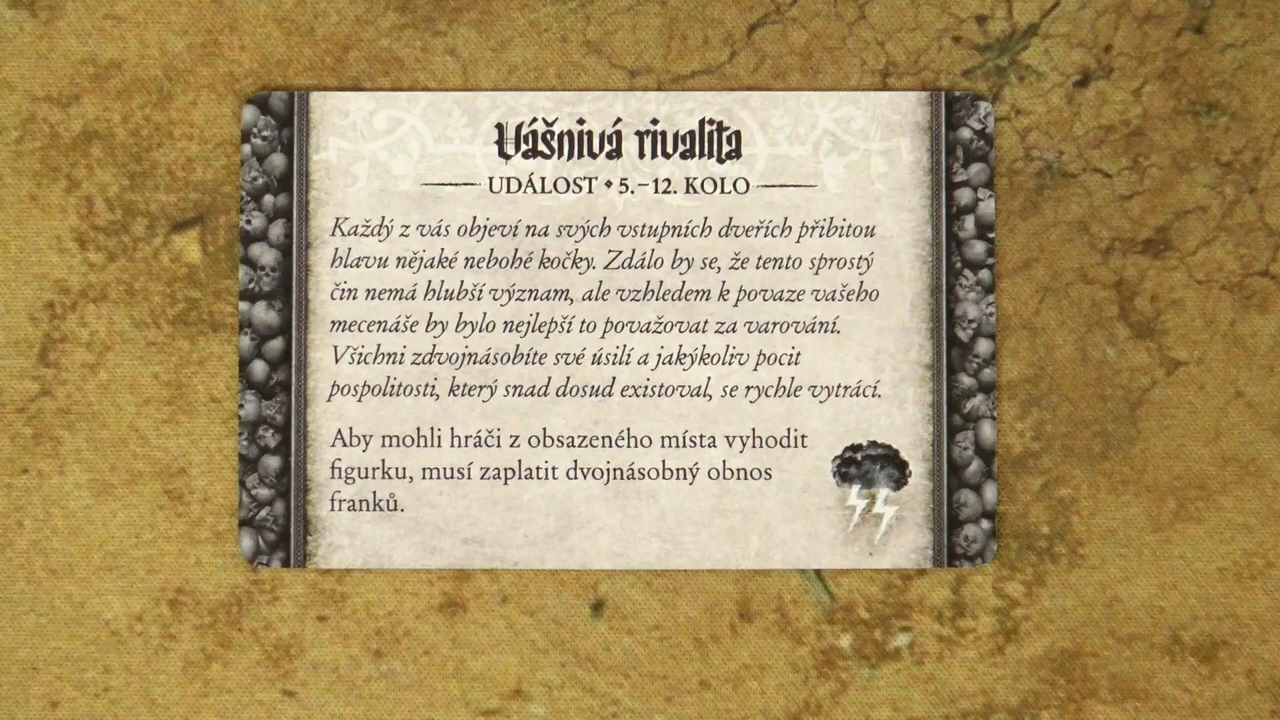 Vášnivá rivalita
UDÁLOST • 5.–12. KOLO
Každý z vás objeví na svých vstupních dveřích přibitou
hlavu nějaké nebohé kočky. Zdálo by se, že tento sprostý
čin nemá hlubší význam, ale vzhledem k povaze vašeho
mecenáše by bylo nejlepší to považovat za varování.
Všichni zdvojnásobíte své úsilí a jakýkoliv pocit
pospolitosti, který snad dosud existoval, se rychle vytrácí.
Aby mohli hráči z obsazeného místa vyhodit
figurku, musí zaplatit dvojnásobný obnos
franků.